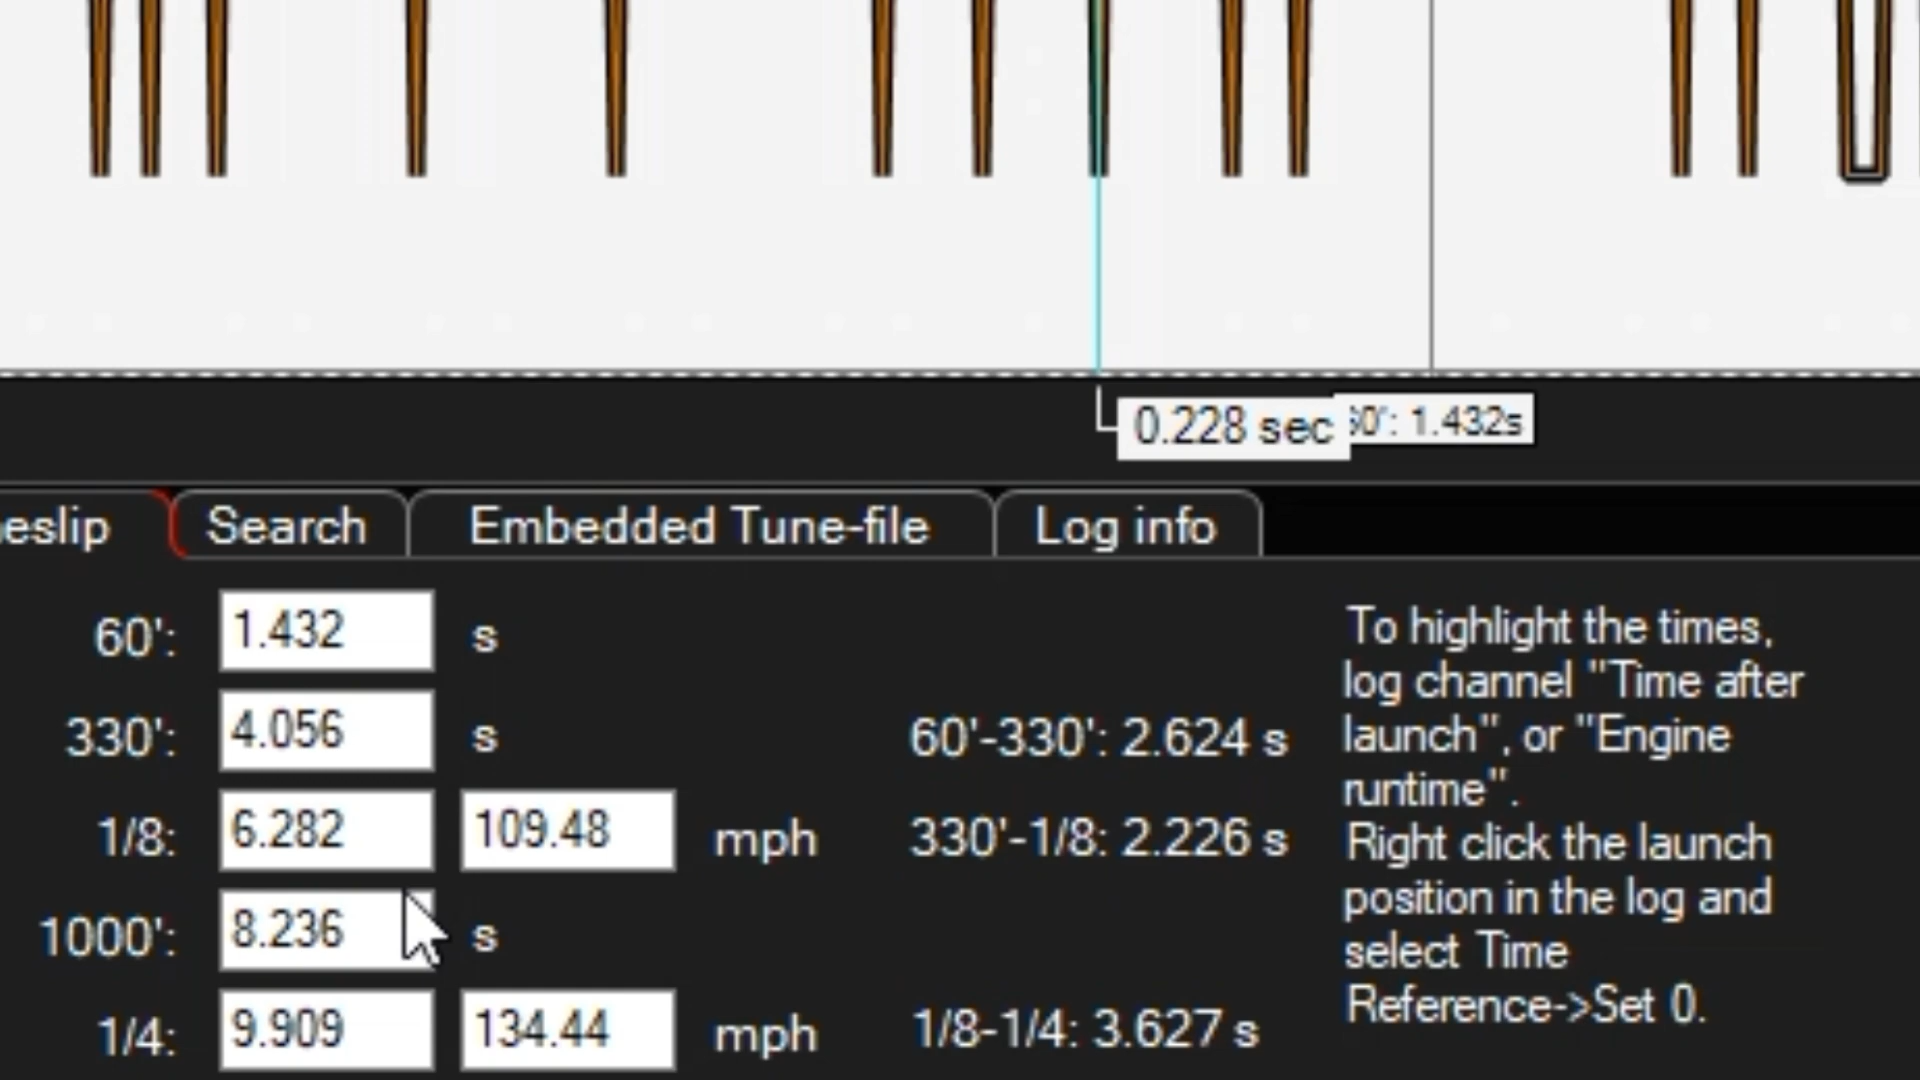 0.228 sec
60': 1.432s
eslip
Search
Embedded Tune-file
Log info
60': 1.432 s
330': 4.056 s 60'-330': 2.624 s
1/8: 6.282 109.48 mph 330'-1/8: 2.226 s
1000': 8.236 s
1/4: 9.909 134.44 mph 1/8-1/4: 3.627 s
To highlight the times,
log channel "Time after
launch", or "Engine
runtime".
Right click the launch
position in the log and
select Time
Reference->Set 0.